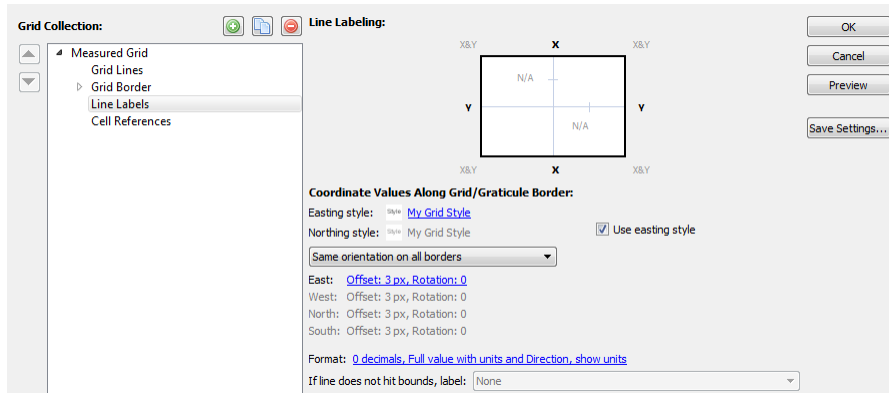 Grid Collection:
Measured Grid
Grid Lines
Grid Border
Line Labels
Cell References
Line Labeling:
X&Y X X&Y
N/A
Y Y
N/A
X&Y X X&Y
Coordinate Values Along Grid/Graticule Border:
Easting style: Style My Grid Style
Northing style: Style My Grid Style Use easting style
Same orientation on all borders
East: Offset: 3 px, Rotation: 0
West: Offset: 3 px, Rotation: 0
North: Offset: 3 px, Rotation: 0
South: Offset: 3 px, Rotation: 0
Format: 0 decimals, Full value with units and Direction, show units
If line does not hit bounds, label: None
OK
Cancel
Preview
Save Settings...